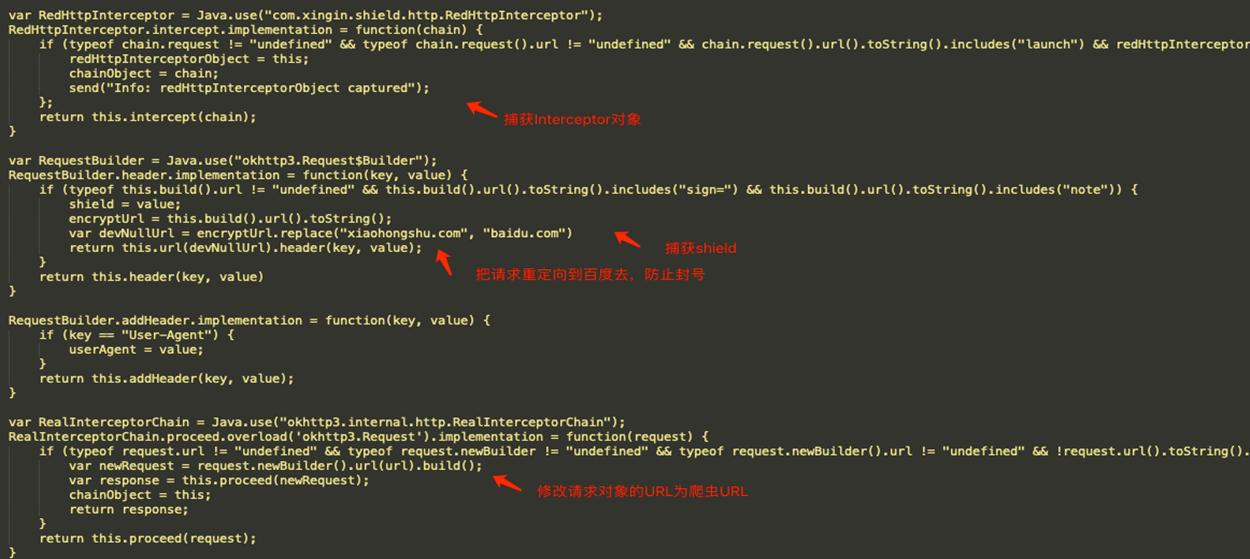 var RedHttpInterceptor = Java.use("com.xingin.shield.http.RedHttpInterceptor");
RedHttpInterceptor.intercept.implementation = function(chain) {
if (typeof chain.request != "undefined" && typeof chain.request().url != "undefined" && chain.request().url().toString().includes("launch") && redHttpInterceptor
redHttpInterceptorObject = this;
chainObject = chain;
send("Info: redHttpInterceptorObject captured");
};
捕获Interceptor对象
return this.intercept(chain);
}
var RequestBuilder = Java.use("okhttp3.Request$Builder");
RequestBuilder.header.implementation = function(key, value) {
if (typeof this.build().url != "undefined" && this.build().url().toString().includes("sign=") && this.build().url().toString().includes("note")) {
shield = value;
encryptUrl = this.build().url().toString();
var devNullUrl = encryptUrl.replace("xiaohongshu.com", "baidu.com")
return this.url(devNullUrl).header(key, value);
捕获shield
}
把请求重定向到百度去，防止封号
return this.header(key, value)
}
RequestBuilder.addHeader.implementation = function(key, value) {
if (key == "User-Agent") {
userAgent = value;
}
return this.addHeader(key, value);
}
var RealInterceptorChain = Java.use("okhttp3.internal.http.RealInterceptorChain");
RealInterceptorChain.proceed.overload('okhttp3.Request').implementation = function(request) {
if (typeof request.url != "undefined" && typeof request.newBuilder != "undefined" && typeof request.newBuilder().url != "undefined" && !request.url().toString().
var newRequest = request.newBuilder().url(url).build();
var response = this.proceed(newRequest);
chainObject = this;
修改请求对象的URL为爬虫URL
return response;
}
return this.proceed(request);
}